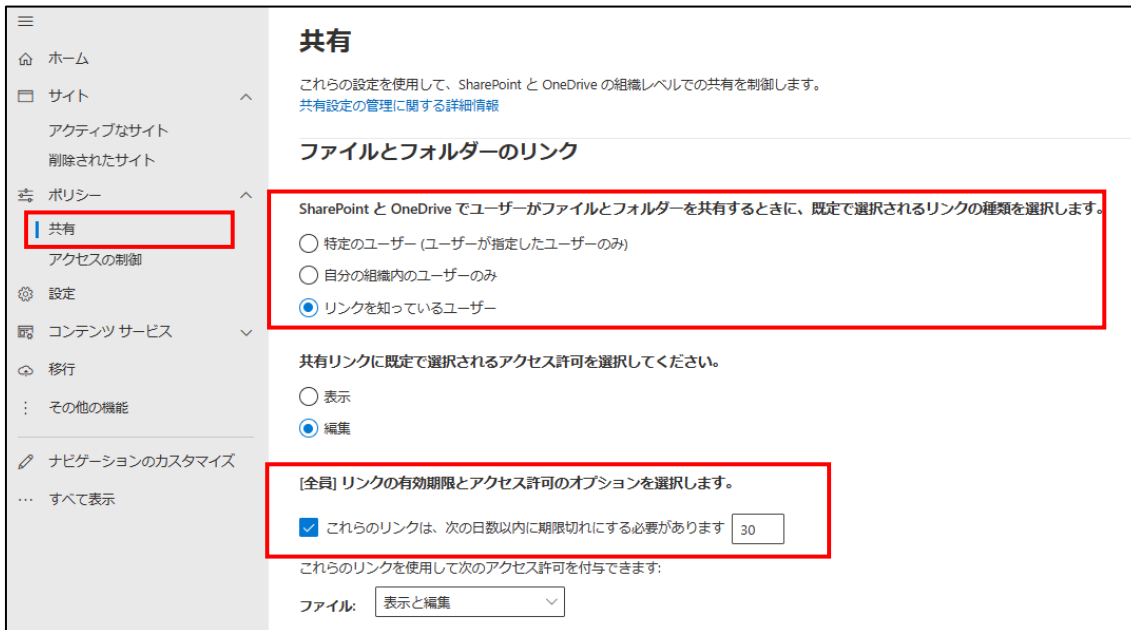 ホーム
サイト
アクティブなサイト
削除されたサイト
ポリシー
共有
アクセスの制御
設定
コンテンツ サービス
移行
その他の機能
ナビゲーションのカスタマイズ
すべて表示
共有
これらの設定を使用して、SharePoint と OneDrive の組織レベルでの共有を制御します。
共有設定の管理に関する詳細情報
ファイルとフォルダーのリンク
SharePoint と OneDrive でユーザーがファイルとフォルダーを共有するときに、既定で選択されるリンクの種類を選択します。
特定のユーザー (ユーザーが指定したユーザーのみ)
自分の組織内のユーザーのみ
リンクを知っているユーザー
共有リンクに既定で選択されるアクセス許可を選択してください。
表示
編集
[全員] リンクの有効期限とアクセス許可のオプションを選択します。
これらのリンクは、次の日数以内に期限切れにする必要があります 30
これらのリンクを使用して次のアクセス許可を付与できます:
ファイル: 表示と編集